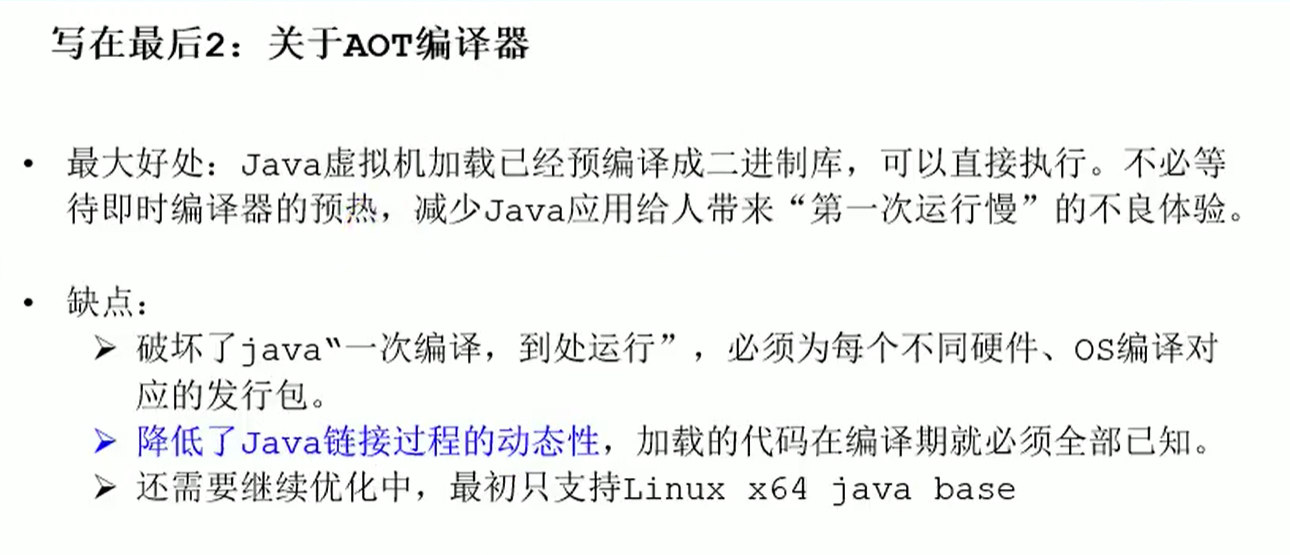 写在最后2：关于AOT编译器
• 最大好处：Java虚拟机加载已经预编译成二进制库，可以直接执行。不必等
待即时编译器的预热，减少Java应用给人带来“第一次运行慢”的不良体验。
• 缺点：
➢ 破坏了java“一次编译，到处运行”，必须为每个不同硬件、OS编译对
应的发行包。
➢ 降低了Java链接过程的动态性，加载的代码在编译期就必须全部已知。
➢ 还需要继续优化中，最初只支持Linux x64 java base